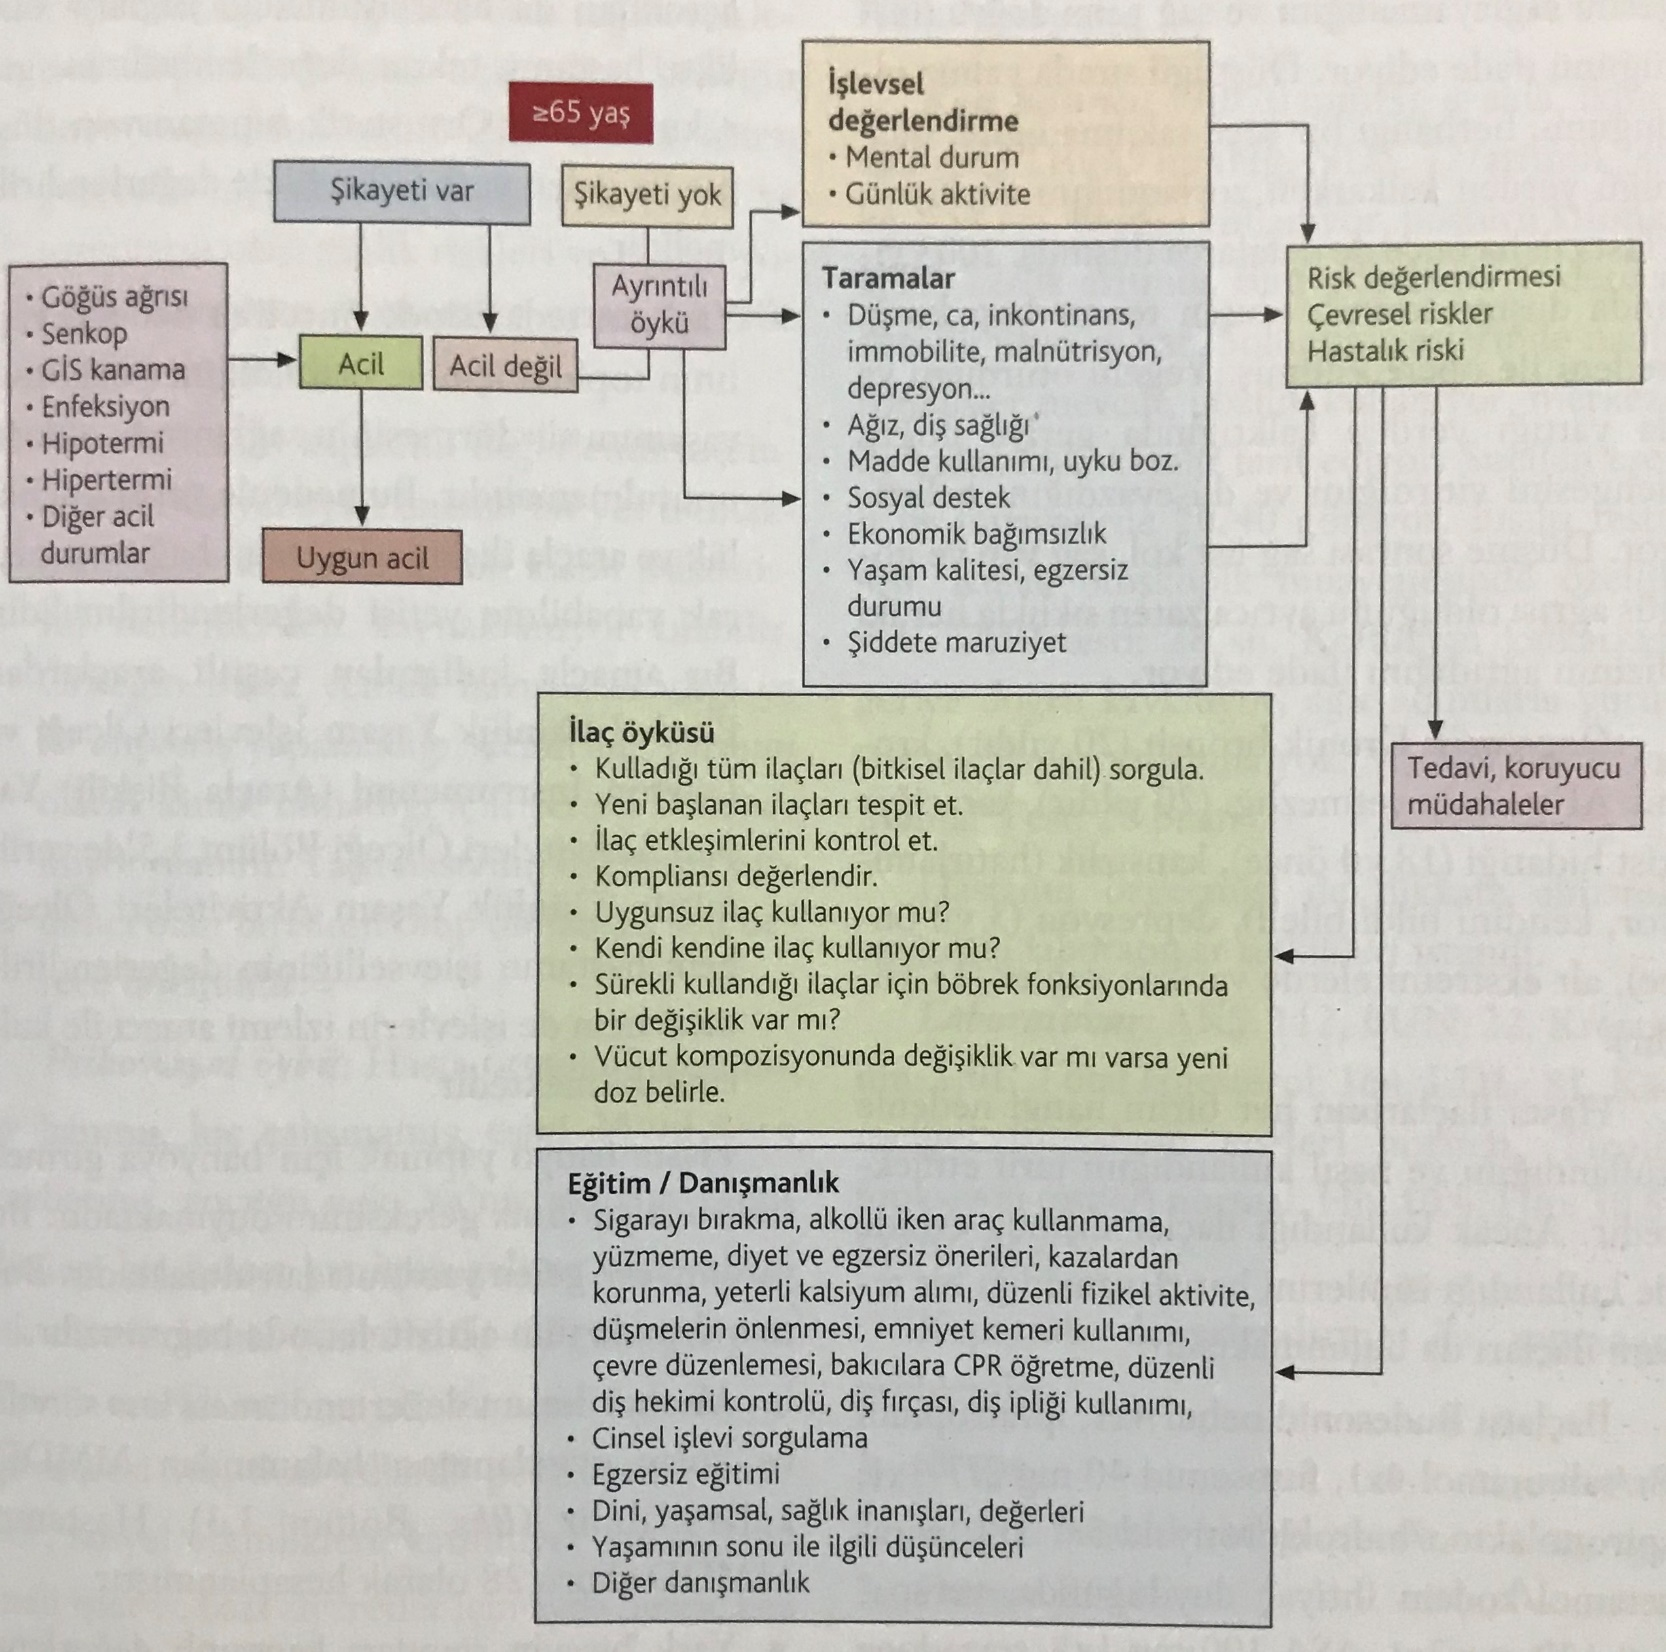 ≥65 yaş
Şikayeti var
Şikayeti yok
• Göğüs ağrısı
• Senkop
• GİS kanama
• Enfeksiyon
• Hipotermi
• Hipertermi
• Diğer acil
durumlar
Acil
Acil değil
Uygun acil
Ayrıntılı
öykü
İşlevsel
değerlendirme
• Mental durum
• Günlük aktivite
Taramalar
• Düşme, ca, inkontinans,
immobilite, malnütrisyon,
depresyon...
• Ağız, diş sağlığı
• Madde kullanımı, uyku boz.
• Sosyal destek
• Ekonomik bağımsızlık
• Yaşam kalitesi, egzersiz
durumu
• Şiddete maruziyet
Risk değerlendirmesi
Çevresel riskler
Hastalık riski
Tedavi, koruyucu
müdahaleler
İlaç öyküsü
• Kulladığı tüm ilaçları (bitkisel ilaçlar dahil) sorgula.
• Yeni başlanan ilaçları tespit et.
• İlaç etkleşimlerini kontrol et.
• Kompliansı değerlendir.
• Uygunsuz ilaç kullanıyor mu?
• Kendi kendine ilaç kullanıyor mu?
• Sürekli kullandığı ilaçlar için böbrek fonksiyonlarında
bir değişiklik var mı?
• Vücut kompozisyonunda değişiklik var mı varsa yeni
doz belirle.
Eğitim / Danışmanlık
• Sigarayı bırakma, alkollü iken araç kullanmama,
yüzmeme, diyet ve egzersiz önerileri, kazalardan
korunma, yeterli kalsiyum alımı, düzenli fizikel aktivite,
düşmelerin önlenmesi, emniyet kemeri kullanımı,
çevre düzenlemesi, bakıcılara CPR öğretme, düzenli
diş hekimi kontrolü, diş fırçası, diş ipliği kullanımı,
• Cinsel işlevi sorgulama
• Egzersiz eğitimi
• Dini, yaşamsal, sağlık inanışları, değerleri
• Yaşamının sonu ile ilgili düşünceleri
• Diğer danışmanlık